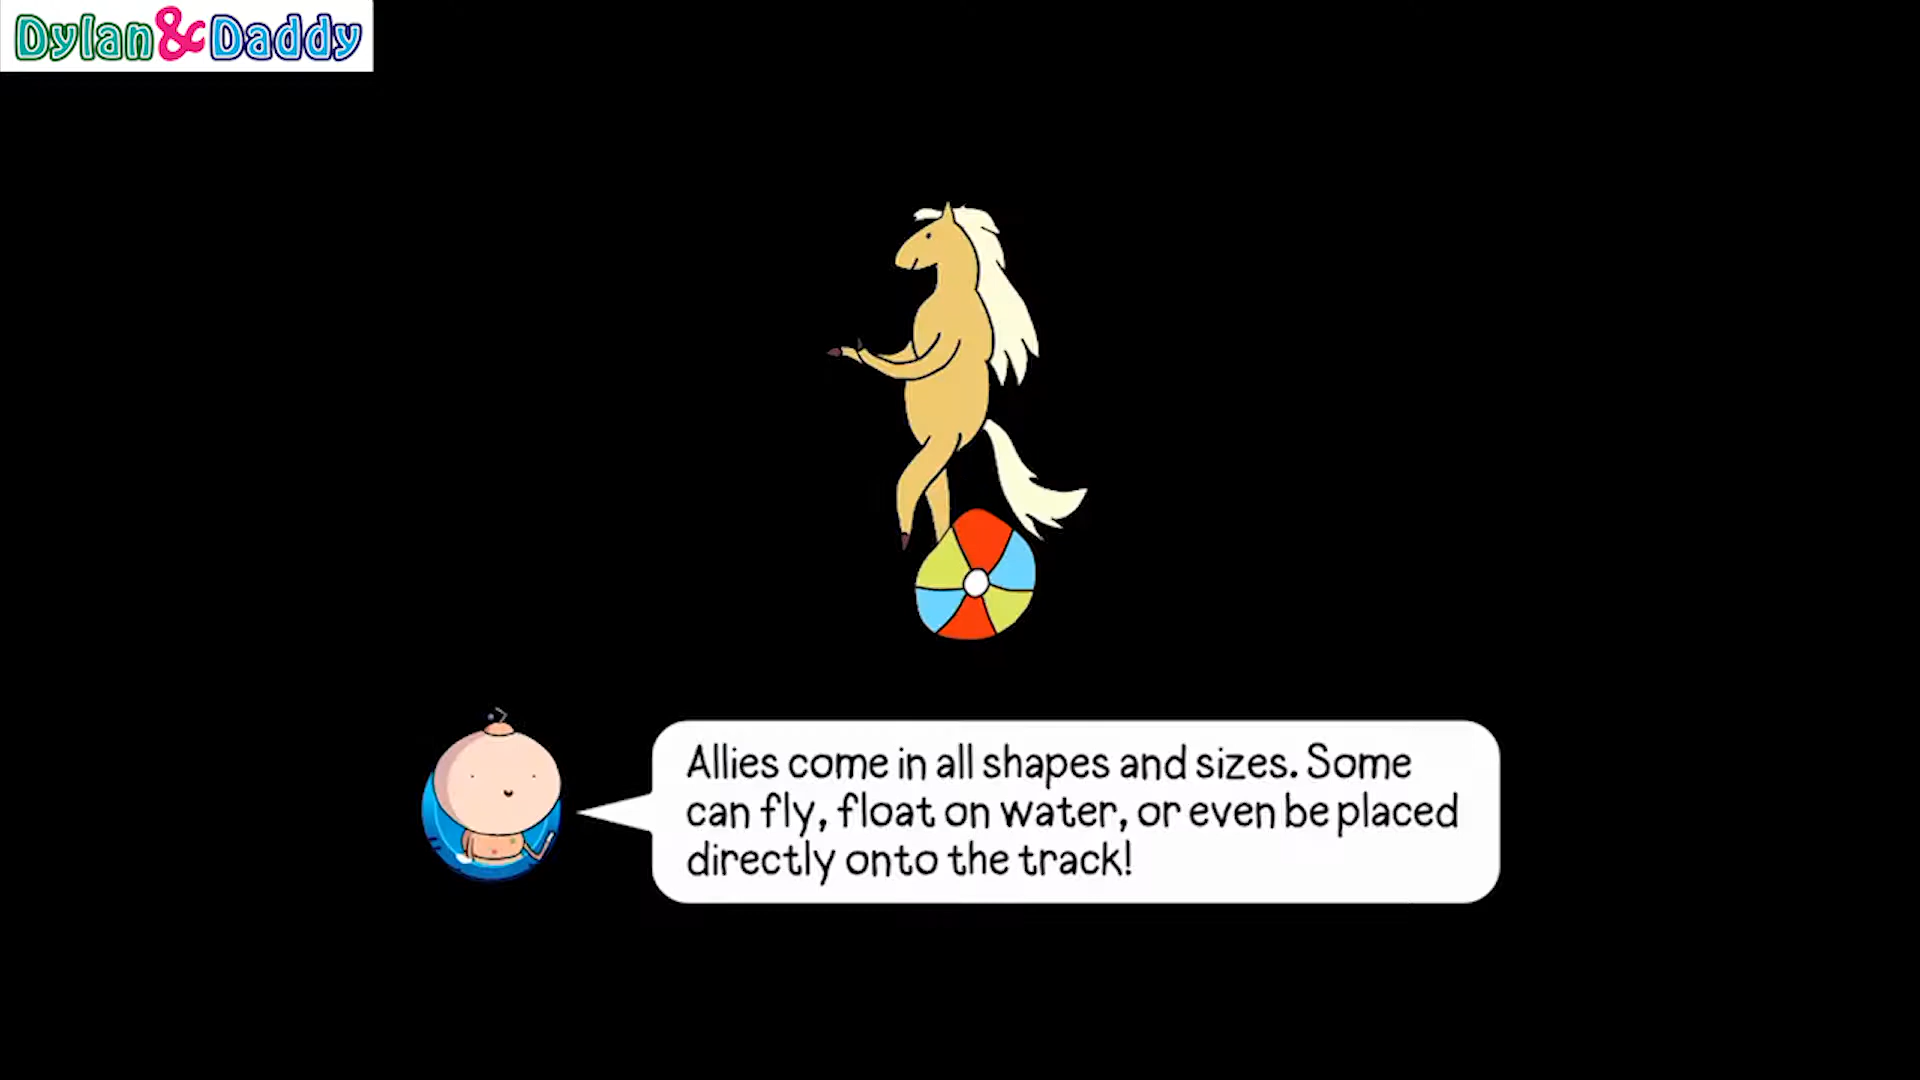 Dylan&Daddy
Allies come in all shapes and sizes. Some
can fly, float on water, or even be placed
directly onto the track!